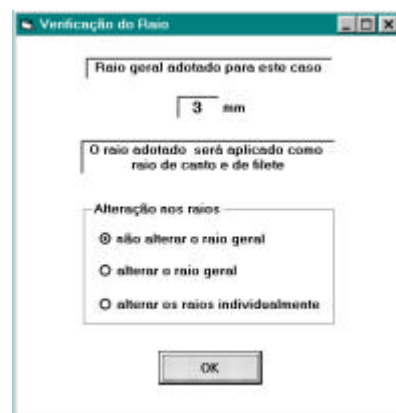 Verificação do Raio
Raio geral adotado para este caso
3 mm
O raio adotado será aplicado como
raio de canto e de filete
Alteração nos raios
não alterar o raio geral
alterar o raio geral
alterar os raios individualmente
OK